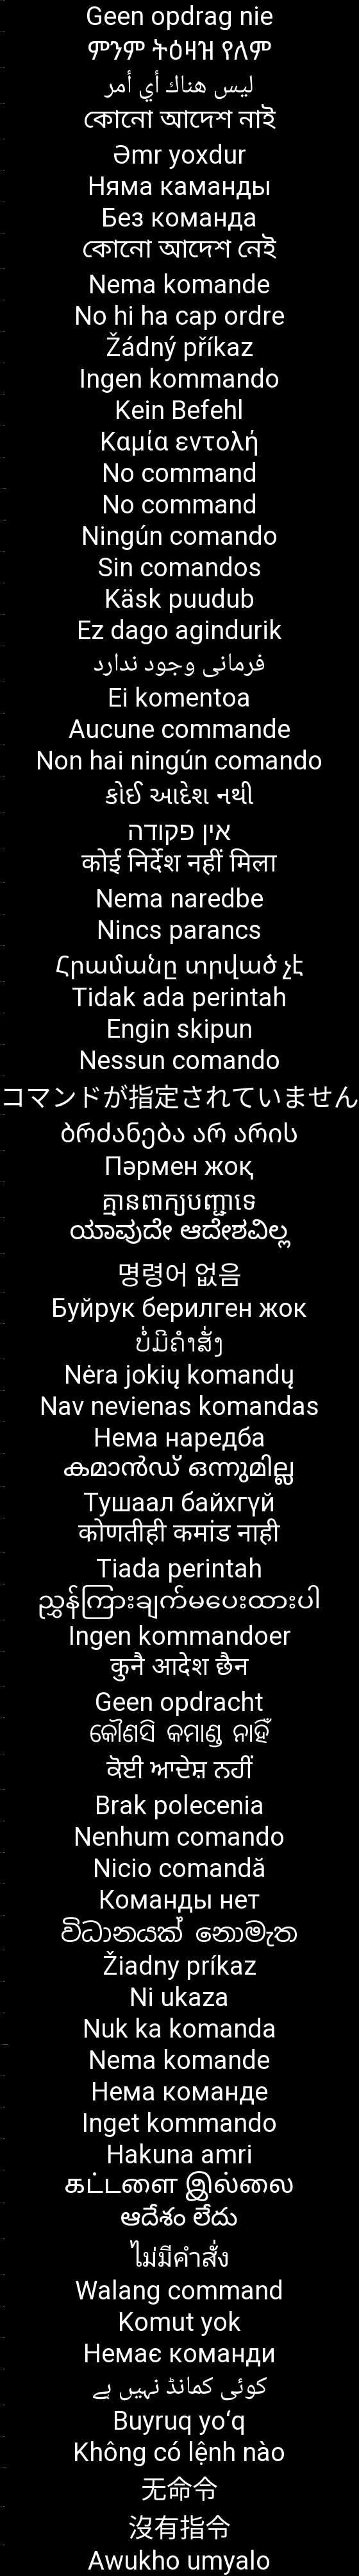 Geen opdrag nie
ምንም ትዕዛዝ የለም
ليس هناك أي أمر
কোনো আদেশ নাই
Əmr yoxdur
Няма каманды
Без команда
কোনো আদেশ নেই
Nema komande
No hi ha cap ordre
Žádný příkaz
Ingen kommando
Kein Befehl
Καμία εντολή
No command
No command
Ningún comando
Sin comandos
Käsk puudub
Ez dago agindurik
فرمانی وجود ندارد
Ei komentoa
Aucune commande
Non hai ningún comando
કોઈ આદેશ નથી
אין פקודה
कोई निर्देश नहीं मिला
Nema naredbe
Nincs parancs
Հրամանը տրված չէ
Tidak ada perintah
Engin skipun
Nessun comando
コマンドが指定されていません
ბრძანება არ არის
Пәрмен жоқ
គ្មានពាក្យបញ្ជាទេ
ಯಾವುದೇ ಆದೇಶವಿಲ್ಲ
명령어 없음
Буйрук берилген жок
ບໍ່ມີຄຳສັ່ງ
Nėra jokių komandų
Nav nevienas komandas
Нема наредба
കമാൻഡ് ഒന്നുമില്ല
Тушаал байхгүй
कोणतीही कमांड नाही
Tiada perintah
ညွှန်ကြားချက်မပေးထားပါ
Ingen kommandoer
कुनै आदेश छैन
Geen opdracht
କୌଣସି କମାଣ୍ଡ ନାହିଁ
ਕੋਈ ਆਦੇਸ਼ ਨਹੀਂ
Brak polecenia
Nenhum comando
Nicio comandă
Команды нет
විධානයක් නොමැත
Žiadny príkaz
Ni ukaza
Nuk ka komanda
Nema komande
Нема команде
Inget kommando
Hakuna amri
கட்டளை இல்லை
ఆదేశం లేదు
ไม่มีคำสั่ง
Walang command
Komut yok
Немає команди
کوئی کمانڈ نہیں ہے
Buyruq yo‘q
Không có lệnh nào
无命令
沒有指令
Awukho umyalo